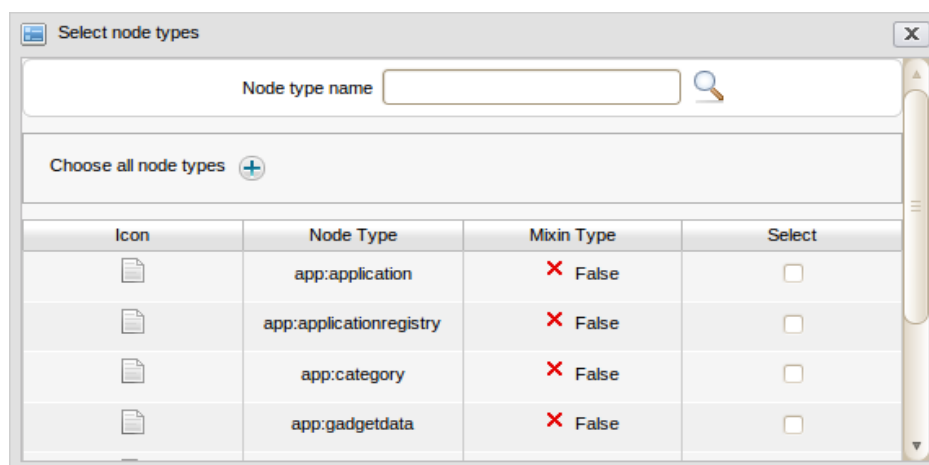 Select node types X
Node type name
Choose all node types
Icon Node Type Mixin Type Select
app:application False
app:applicationregistry False
app:category False
app:gadgetdata False